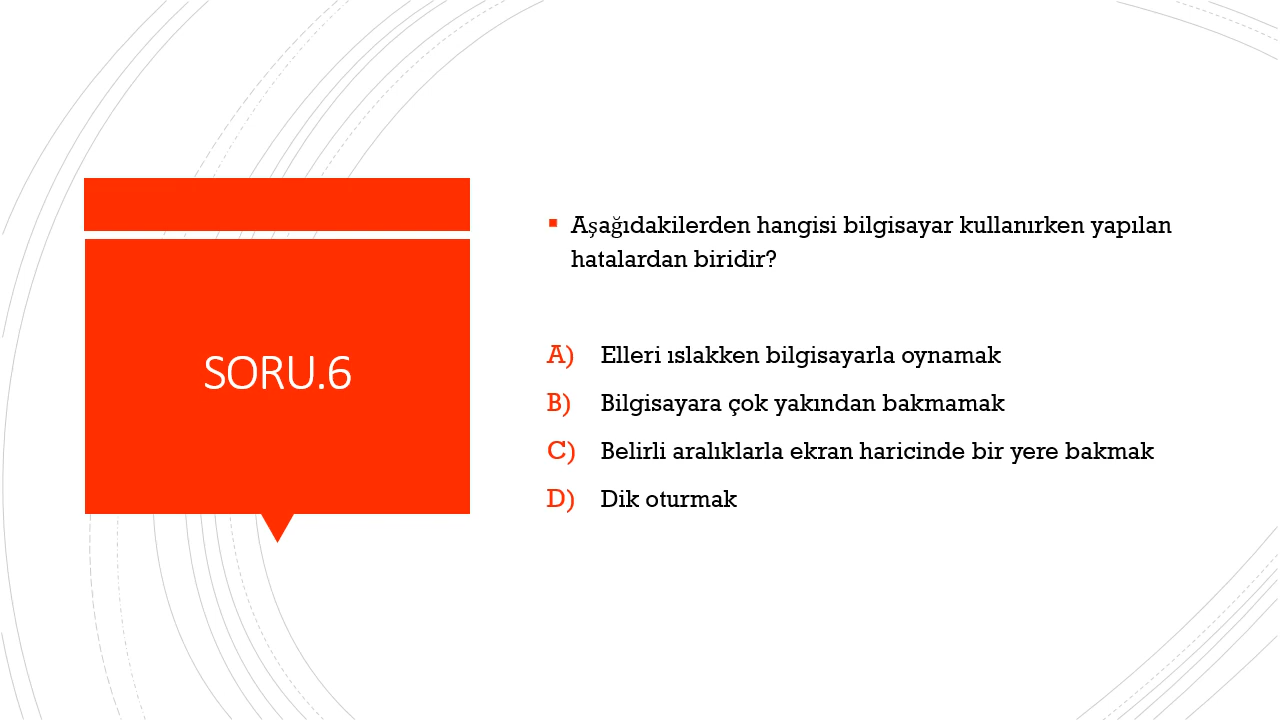 SORU.6
Aşağıdakilerden hangisi bilgisayar kullanırken yapılan
hatalardan biridir?
A) Elleri ıslakken bilgisayarla oynamak
B) Bilgisayara çok yakından bakmamak
C) Belirli aralıklarla ekran haricinde bir yere bakmak
D) Dik oturmak